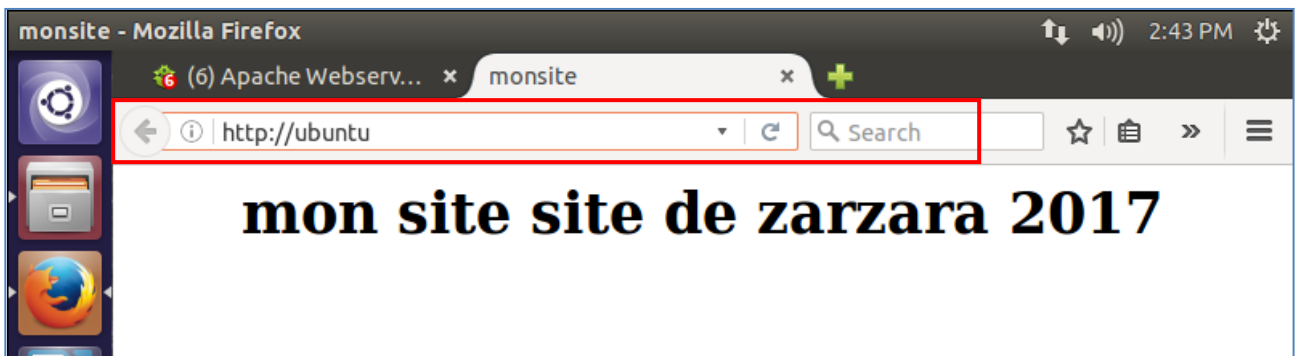 monsite - Mozilla Firefox 2:43 PM
6 (6) Apache Webserv... monsite
http://ubuntu Search
mon site site de zarzara 2017